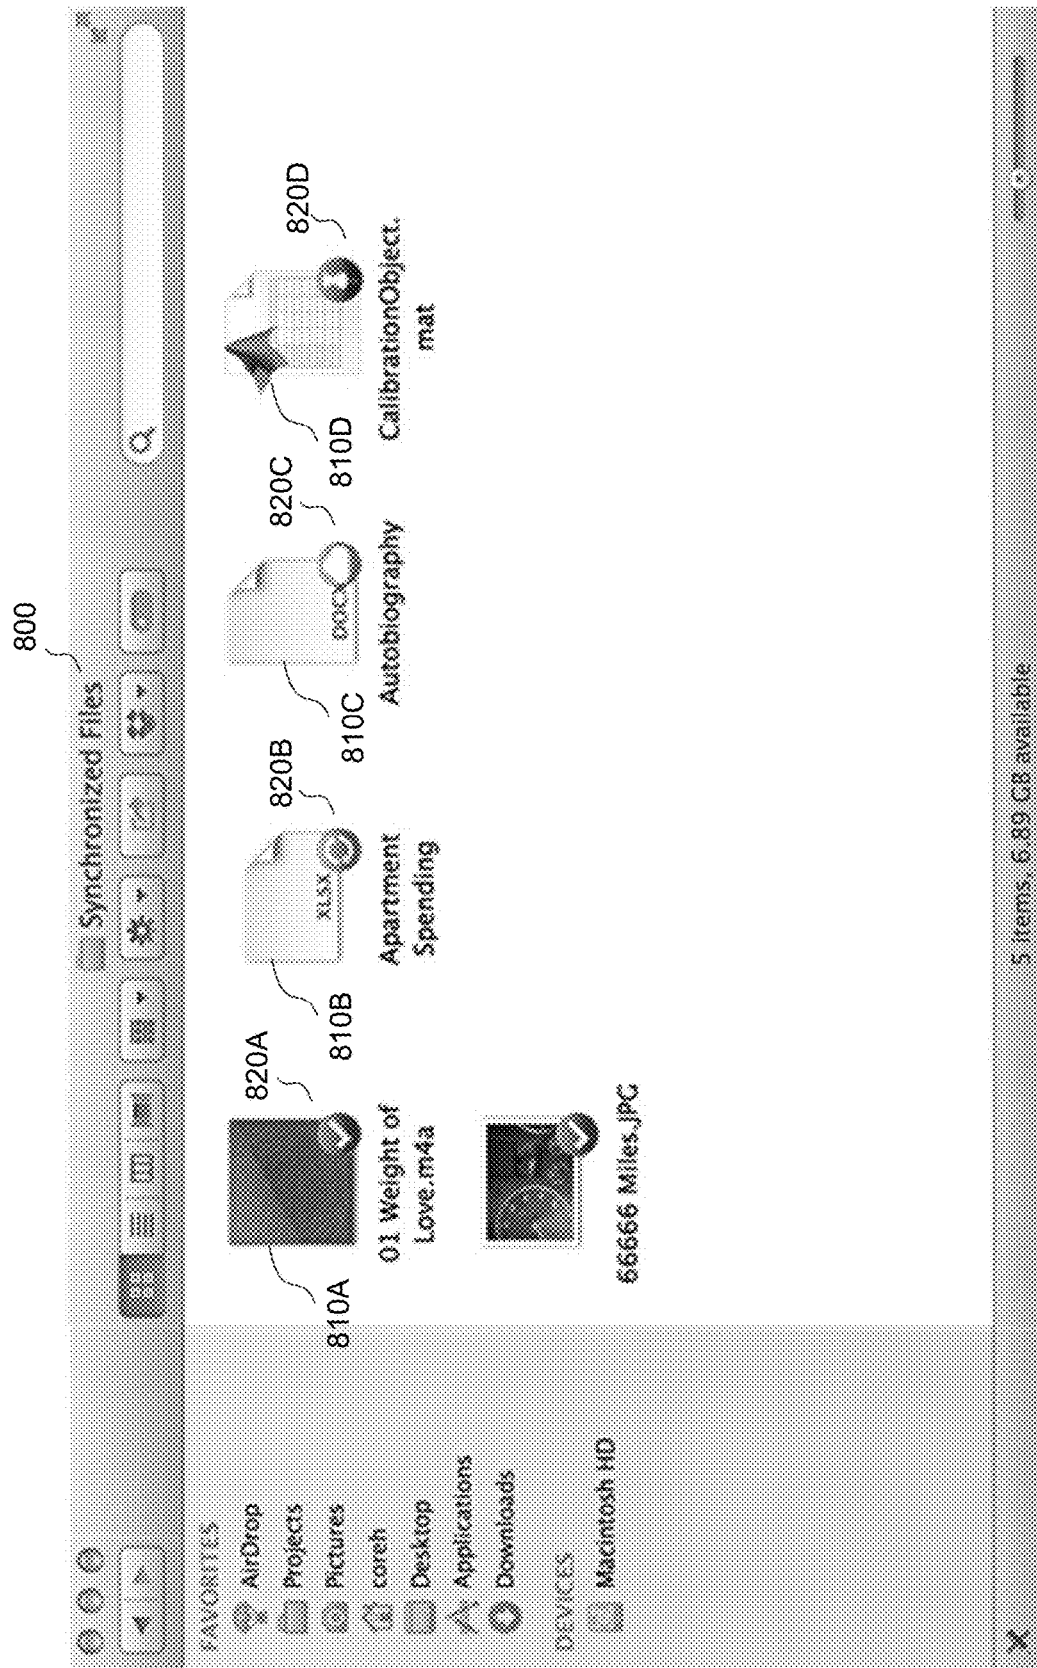 800
Synchronized Files
FAVORITES
AirDrop
Projects
Pictures
coreh
Desktop
Applications
Downloads
DEVICES
Macintosh HD
820A
810A
01 Weight of
Love.m4a
820B
XLSX
810B
Apartment
Spending
820C
DOCX
810C
Autobiography
820D
810D
CalibrationObject.
mat
66666 Miles.JPG
5 items, 6.89 GB available